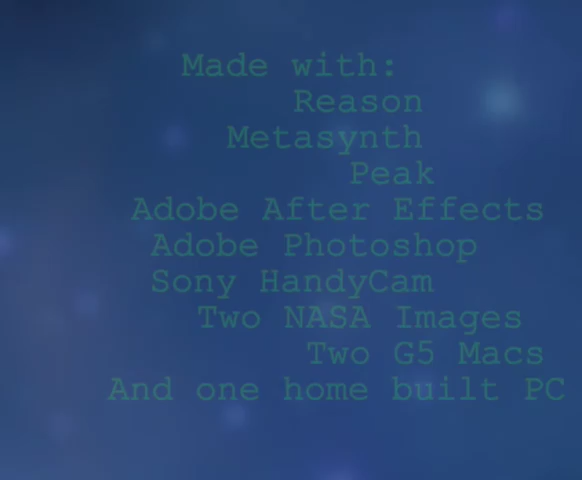 Made with:
Reason
Metasynth
Peak
Adobe After Effects
Adobe Photoshop
Sony HandyCam
Two NASA Images
Two G5 Macs
And one home built PC